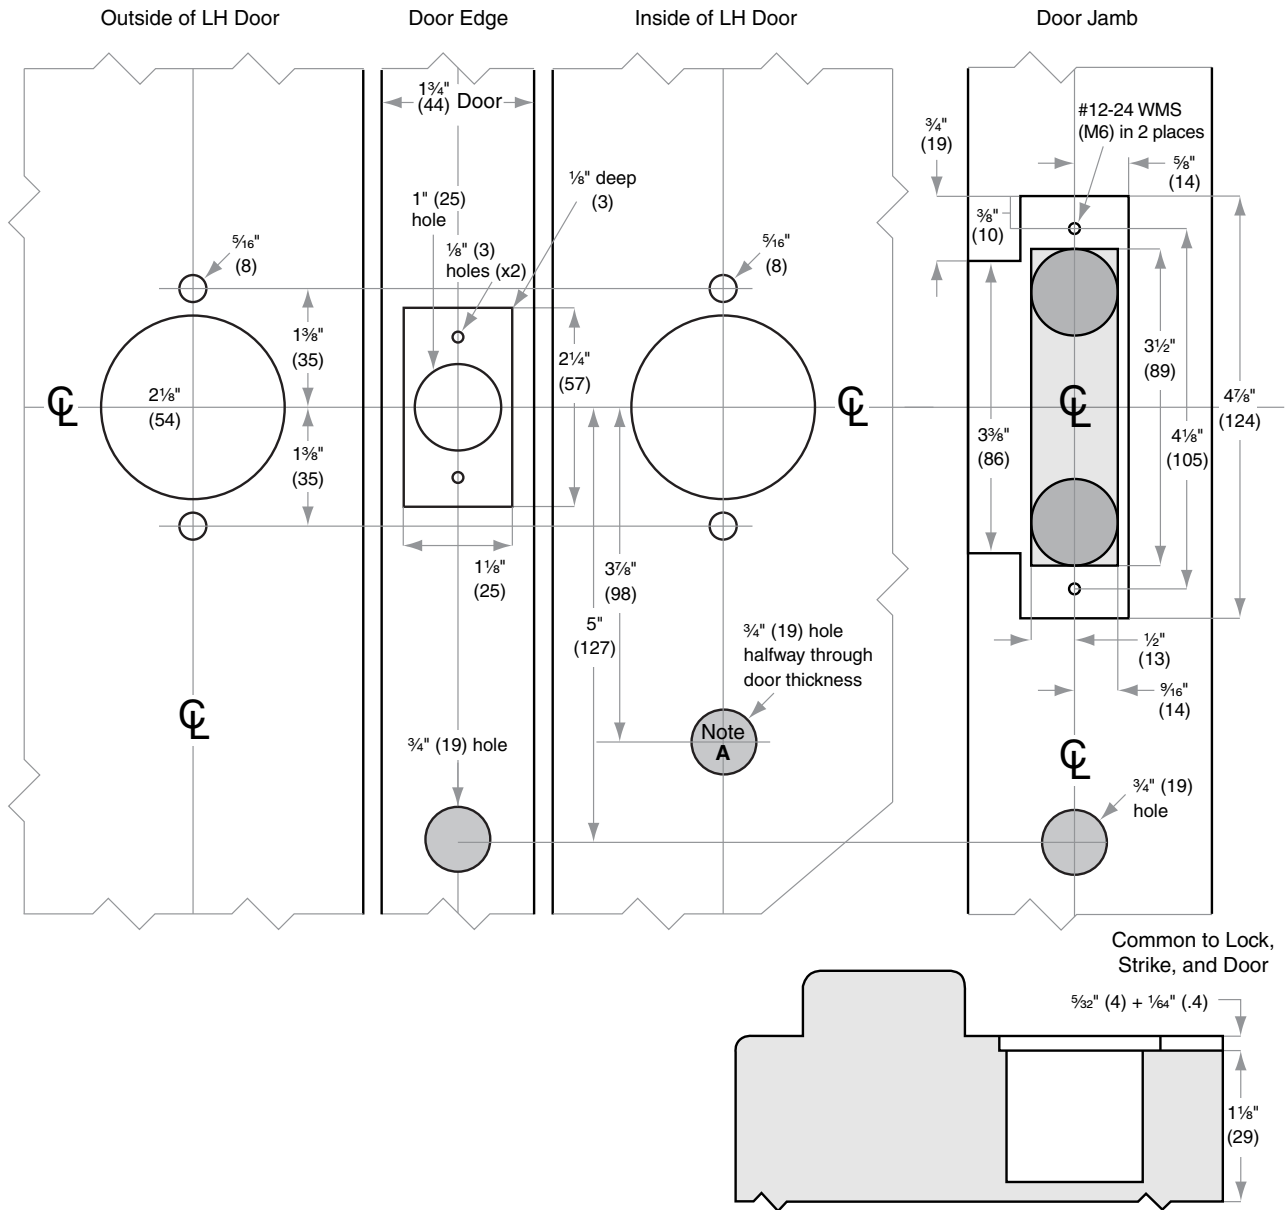 Outside of LH Door
Door Edge
Inside of LH Door
Door Jamb
1¾"
(44)
Door
#12-24 WMS
(M6) in 2 places
¾"
(19)
⅝"
(14)
⅛" deep
(3)
1" (25)
hole
⅜"
(10)
5⁄16"
(8)
⅛" (3)
holes (x2)
5⁄16"
(8)
1⅜"
(35)
2¼"
(57)
3½"
(89)
2⅛"
(54)
℄
℄
℄
4⅞"
(124)
3⅜"
(86)
4⅛"
(105)
1⅜"
(35)
1⅛"
(25)
3⅞"
(98)
5"
(127)
¾" (19) hole
halfway through
door thickness
½"
(13)
9⁄16"
(14)
℄
Note
A
¾" (19) hole
℄
¾" (19)
hole
Common to Lock,
Strike, and Door
5⁄32" (4) + 1⁄64" (.4)
1⅛"
(29)